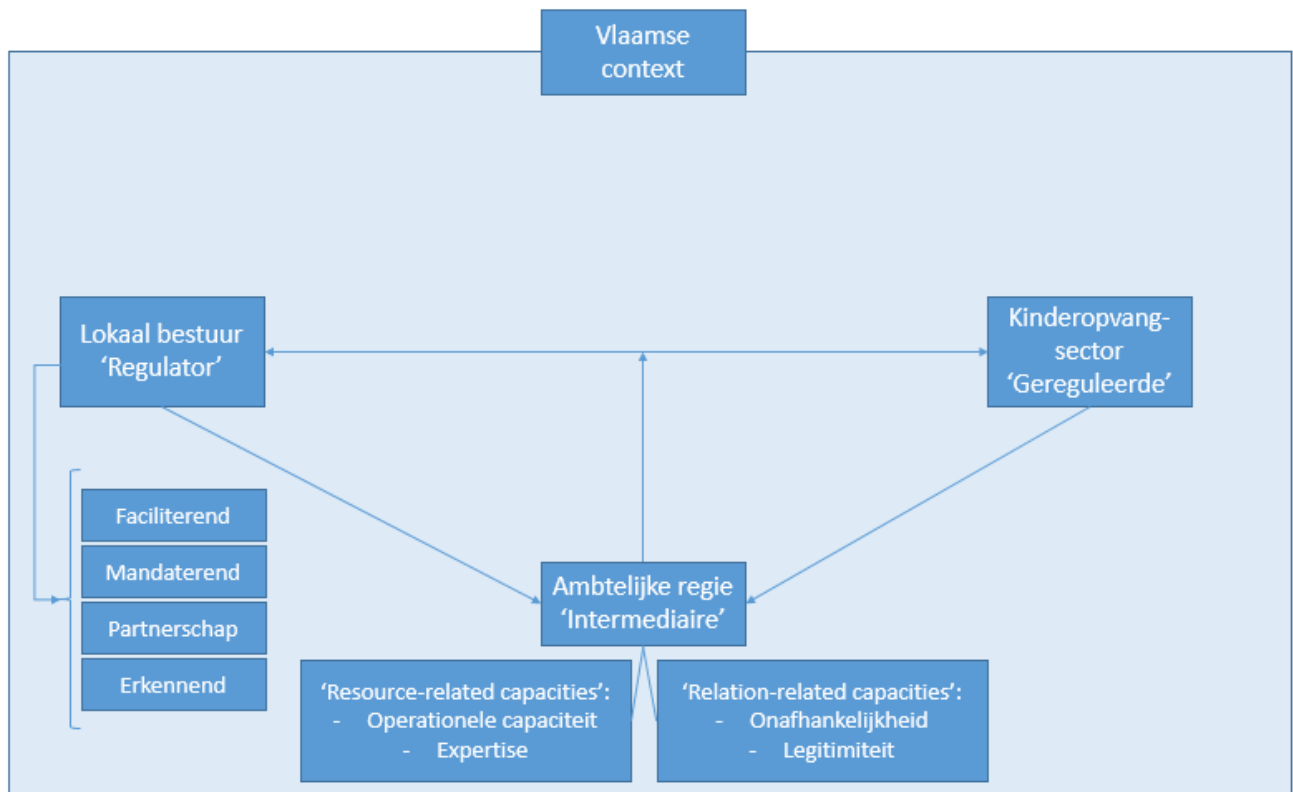 Vlaamse
context
Lokaal bestuur
‘Regulator’
Kinderopvang-
sector
‘Gereguleerde’
Faciliterend
Mandaterend
Partnerschap
Erkennend
Ambtelijke regie
‘Intermediaire’
‘Resource-related capacities’:
- Operationele capaciteit
- Expertise
‘Relation-related capacities’:
- Onafhankelijkheid
- Legitimiteit